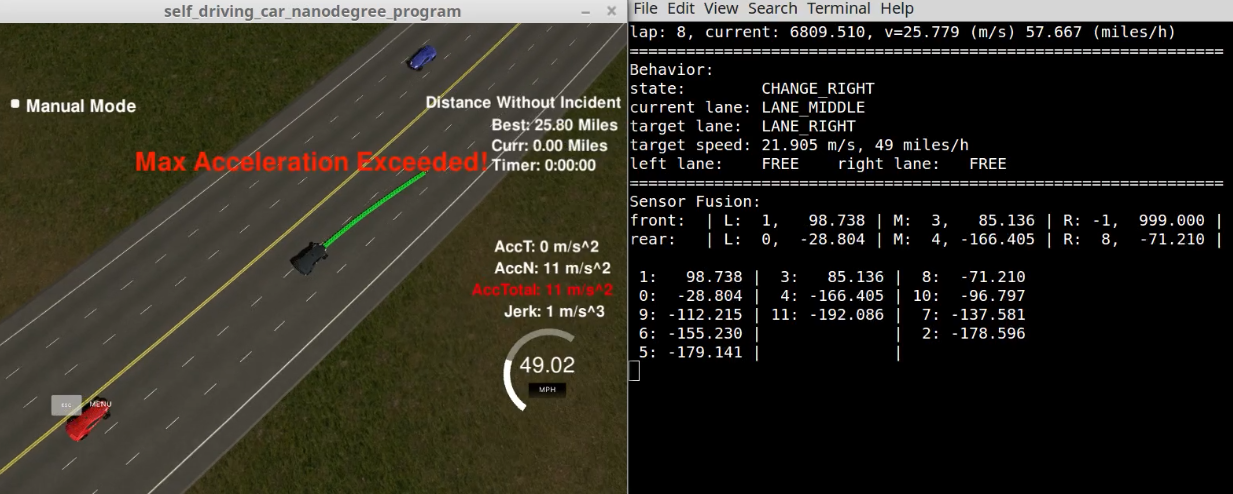 self_driving_car_nanodegree_program
Manual Mode
Distance Without Incident
Best: 25.80 Miles
Curr: 0.00 Miles
Timer: 0:00:00
Max Acceleration Exceeded!
AccT: 0 m/s^2
AccN: 11 m/s^2
AccTotal: 11 m/s^2
Jerk: 1 m/s^3
49.02
MPH
ESC MENU
File Edit View Search Terminal Help
lap: 8, current: 6809.510, v=25.779 (m/s) 57.667 (miles/h)
Behavior:
state: CHANGE_RIGHT
current lane: LANE_MIDDLE
target lane: LANE_RIGHT
target speed: 21.905 m/s, 49 miles/h
left lane: FREE right lane: FREE
Sensor Fusion:
front: | L: 1, 98.738 | M: 3, 85.136 | R: -1, 999.000 |
rear: | L: 0, -28.804 | M: 4, -166.405 | R: 8, -71.210 |
1: 98.738 | 3: 85.136 | 8: -71.210
0: -28.804 | 4: -166.405 | 10: -96.797
9: -112.215 | 11: -192.086 | 7: -137.581
6: -155.230 | | 2: -178.596
5: -179.141 | |